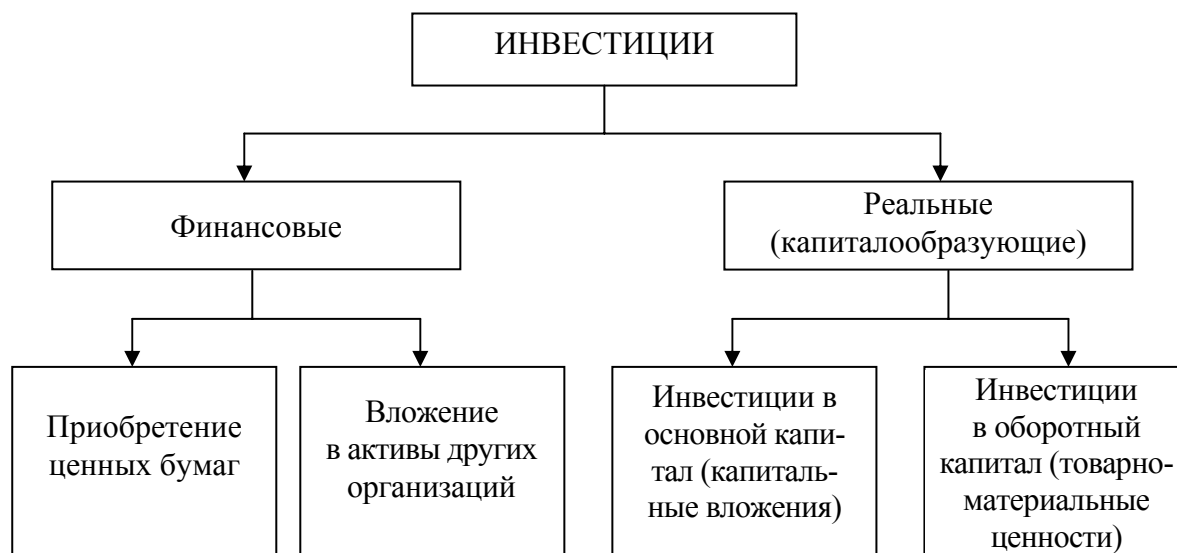 ИНВЕСТИЦИИ
Финансовые
Реальные
(капиталообразующие)
Приобретение
ценных бумаг
Вложение
в активы других
организаций
Инвестиции в
основной капи-
тал (капиталь-
ные вложения)
Инвестиции
в оборотный
капитал (товарно-
материальные
ценности)